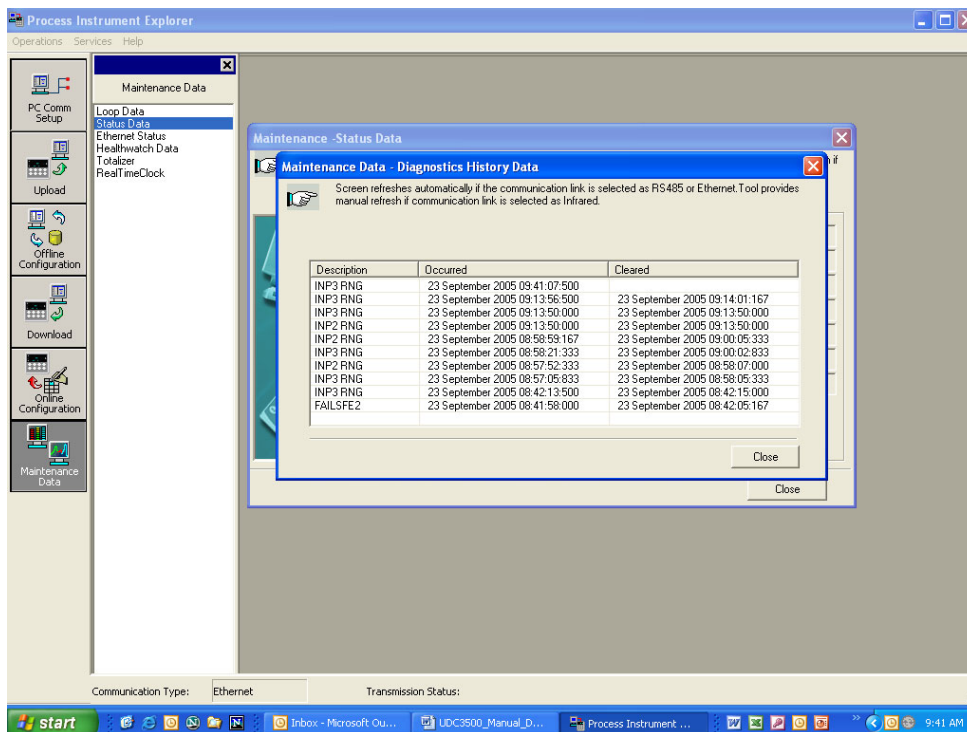 Process Instrument Explorer
Operations Services Help
Maintenance Data
PC Comm
Setup
Upload
Offline
Configuration
Download
Online
Configuration
Maintenance
Data
Loop Data
Status Data
Ethernet Status
Healthwatch Data
Totalizer
RealTimeClock
Maintenance -Status Data
if
Maintenance Data - Diagnostics History Data
Screen refreshes automatically if the communication link is selected as RS485 or Ethernet.Tool provides
manual refresh if communication link is selected as Infrared.
Description Occurred Cleared
INP3 RNG 23 September 2005 09:41:07:500
INP3 RNG 23 September 2005 09:13:56:500 23 September 2005 09:14:01:167
INP3 RNG 23 September 2005 09:13:50:000 23 September 2005 09:13:50:000
INP2 RNG 23 September 2005 09:13:50:000 23 September 2005 09:13:50:000
INP2 RNG 23 September 2005 08:58:59:167 23 September 2005 09:00:05:333
INP3 RNG 23 September 2005 08:58:21:333 23 September 2005 09:00:02:833
INP2 RNG 23 September 2005 08:57:52:333 23 September 2005 08:58:07:000
INP3 RNG 23 September 2005 08:57:05:833 23 September 2005 08:58:05:333
INP3 RNG 23 September 2005 08:42:13:500 23 September 2005 08:42:15:000
FAILSFE2 23 September 2005 08:41:58:000 23 September 2005 08:42:05:167
Close
Close
Communication Type: Ethernet Transmission Status:
start Inbox - Microsoft Ou... UDC3500_Manual_D... Process Instrument ... 9:41 AM